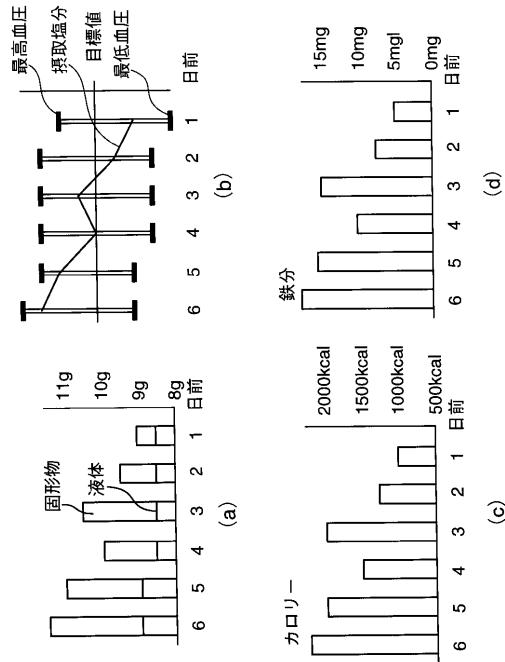 固形物
液体
11g
10g
9g
8g
6 5 4 3 2 1 日前
(a)
最高血圧
摂取塩分
目標値
最低血圧
6 5 4 3 2 1 日前
(b)
カロリー
2000kcal
1500kcal
1000kcal
500kcal
6 5 4 3 2 1 日前
(c)
鉄分
15mg
10mg
5mgl
0mg
6 5 4 3 2 1 日前
(d)